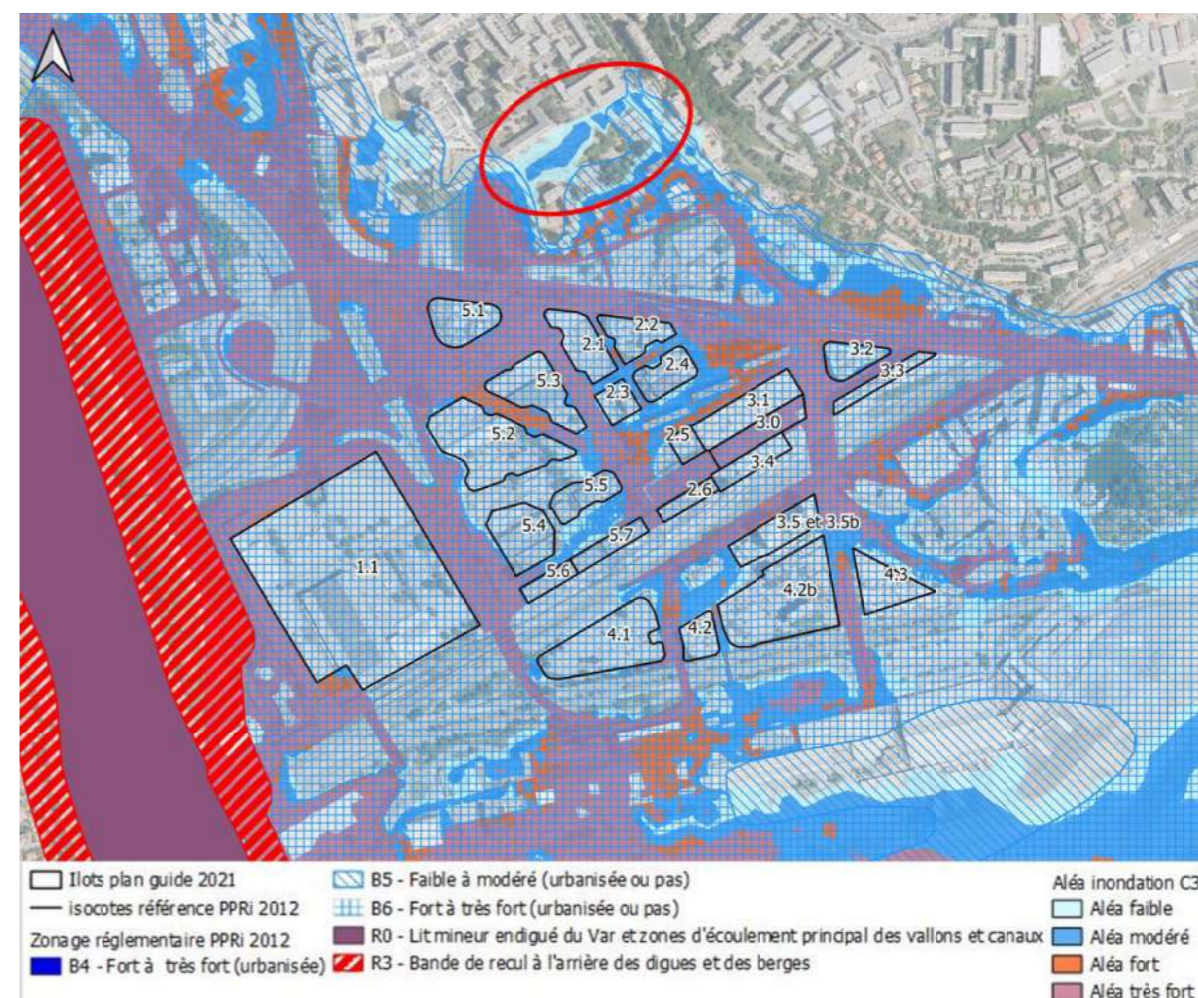 5.1
2.1
2.2
2.4
2.3
5.3
3.2
3.3
3.1
3.0
5.2
2.5
3.4
2.6
5.5
5.4
5.7
3.5 et 3.5b
5.6
1.1
4.3
4.2b
4.1
4.2
Ilots plan guide 2021
isocotes référence PPRi 2012
Zonage réglementaire PPRi 2012
B4 - Fort à très fort (urbanisée)
B5 - Faible à modéré (urbanisée ou pas)
B6 - Fort à très fort (urbanisée ou pas)
R0 - Lit mineur endigué du Var et zones d'écoulement principal des vallons et canaux
R3 - Bande de recul à l'arrière des digues et des berges
Aléa inondation C3
Aléa faible
Aléa modéré
Aléa fort
Aléa très fort